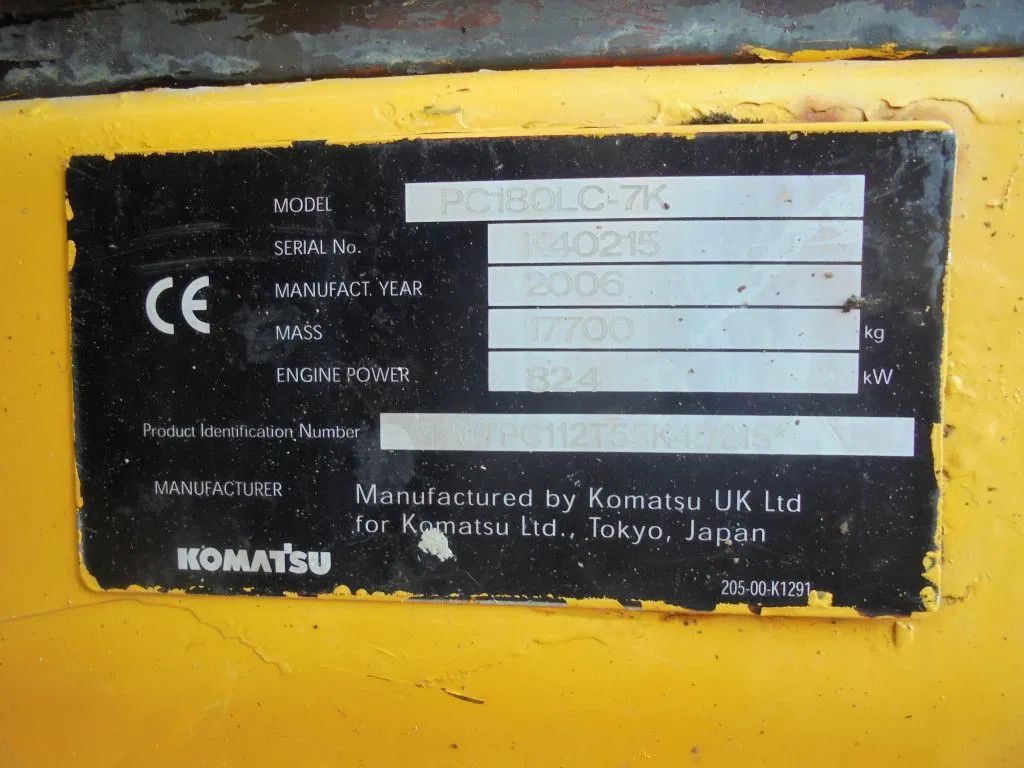 MODEL PC180LC-7K
SERIAL No. K40215
CE
MANUFACT. YEAR 2006
MASS 17700 kg
ENGINE POWER 82.4 kW
Product Identification Number
MANUFACTURER Manufactured by Komatsu UK Ltd
for Komatsu Ltd., Tokyo, Japan
KOMATSU
205-00-K1291